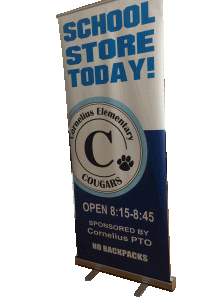 SCHOOL
STORE
TODAY!
Cornelius Elementary
C
COUGARS
OPEN 8:15-8:45
SPONSORED BY
Cornelius PTO
NO BACKPACKS